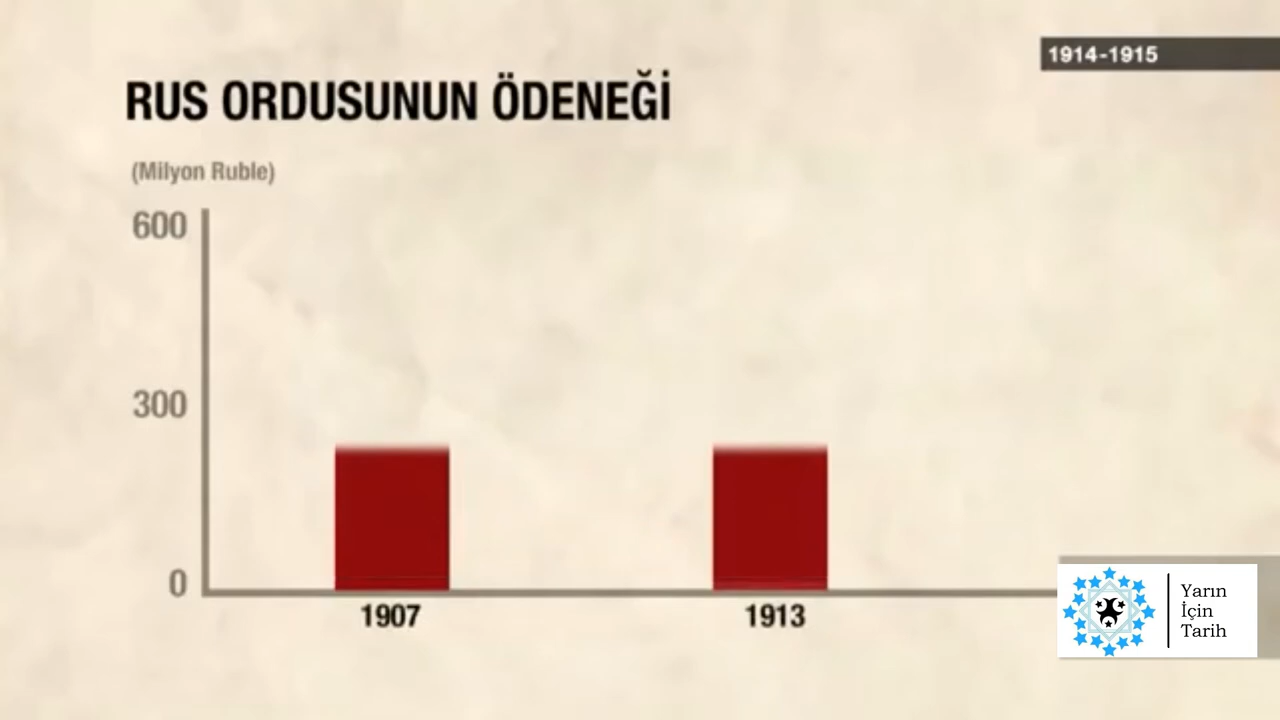 1914-1915
RUS ORDUSUNUN ÖDENEĞİ
(Milyon Ruble)
600
300
0
1907
1913
Yarın
İçin
Tarih